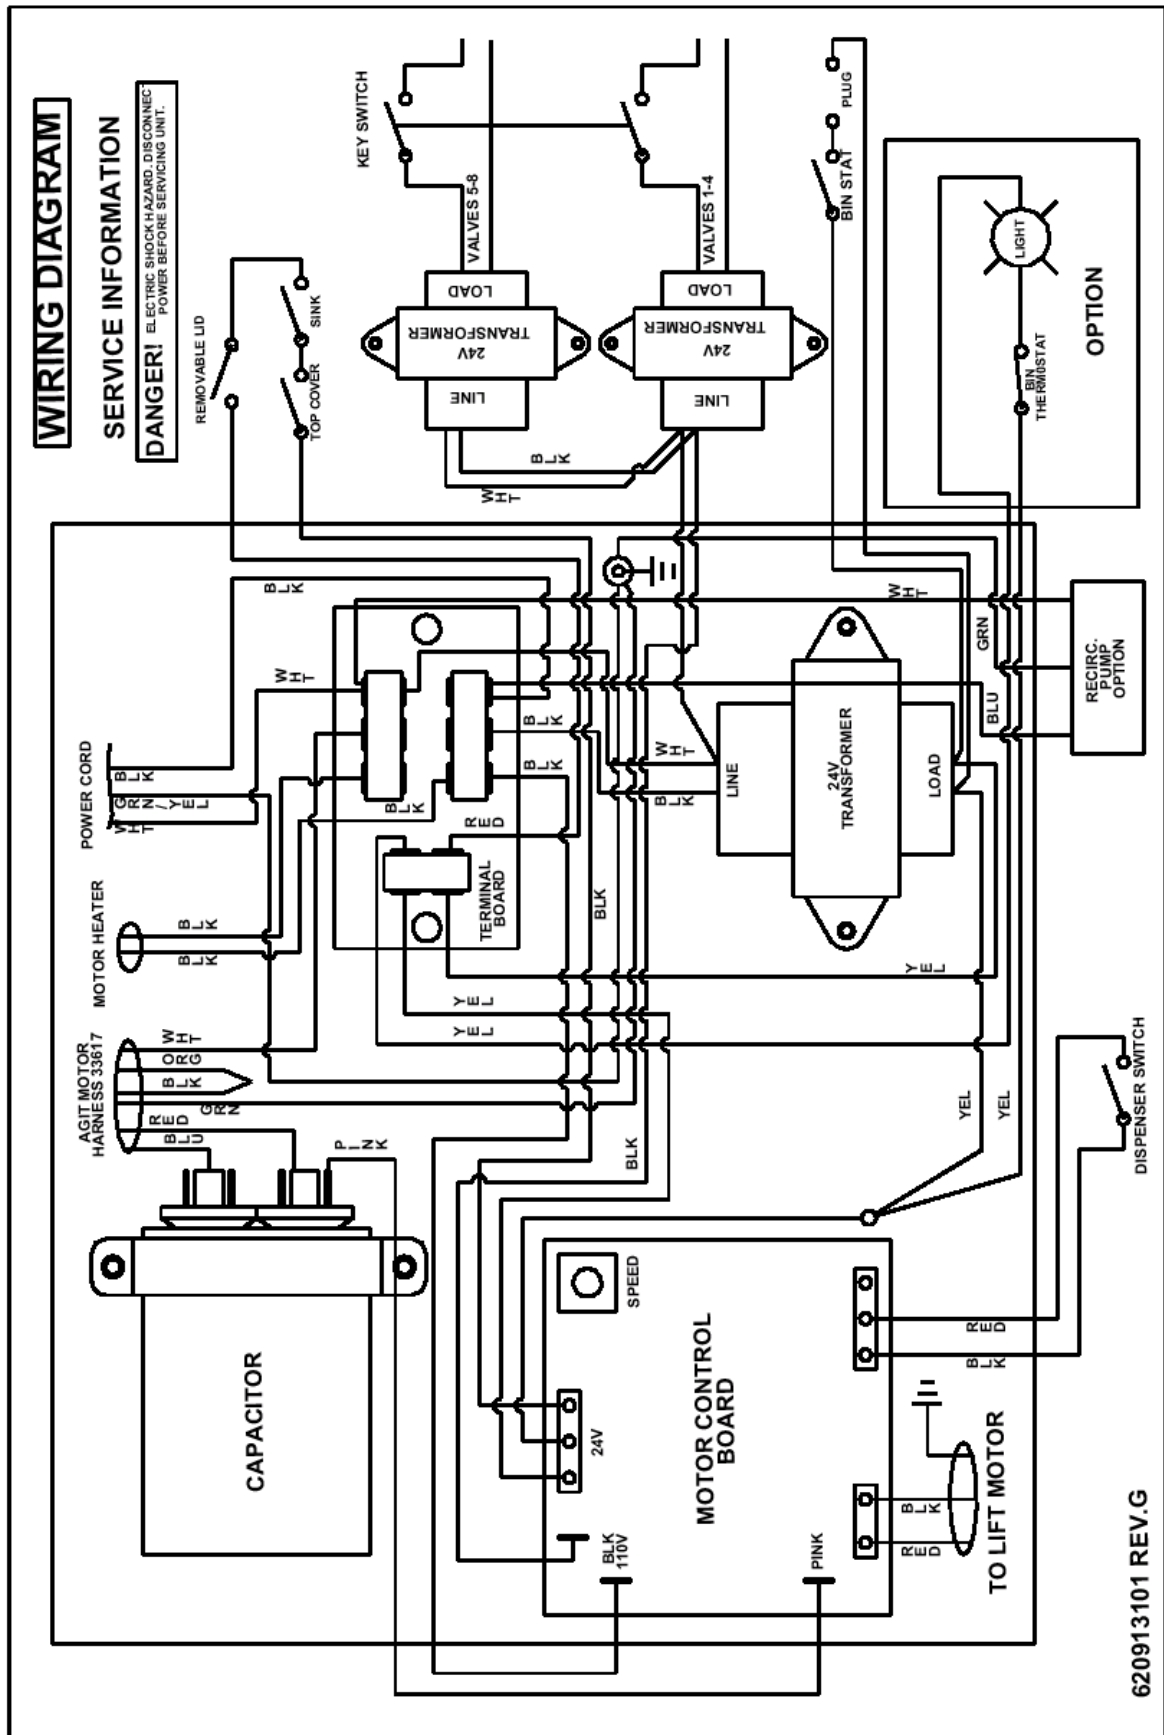 WIRING DIAGRAM
SERVICE INFORMATION
DANGER! ELECTRIC SHOCK HAZARD. DISCONNEC
POWER BEFORE SERVICING UNIT.
POWER CORD
BLK
GRN/YEL
WHT
MOTOR HEATER
BLK
BLK
AGIT MOTOR
HARNESS 33617
WHT
ORG
BLK
GRN
RED
BLU
PINK
CAPACITOR
REMOVABLE LID
SINK
TOP COVER
BLK
WHT
BLK
BLK
BLK
RED
TERMINAL
BOARD
YEL
YEL
BLK
BLK
KEY SWITCH
VALVES 5-8
LOAD
24V
TRANSFORMER
LINE
BLK
WHT
VALVES 1-4
LOAD
24V
TRANSFORMER
LINE
PLUG
BIN STAT
LIGHT
BIN
THERMOSTAT
OPTION
WHT
GRN
BLU
RECIRC.
PUMP
OPTION
WHT
BLK
LINE
24V
TRANSFORMER
LOAD
YEL
YEL
YEL
DISPENSER SWITCH
SPEED
24V
MOTOR CONTROL
BOARD
BLK
110V
PINK
RED
BLK
BLK
RED
TO LIFT MOTOR
620913101 REV.G